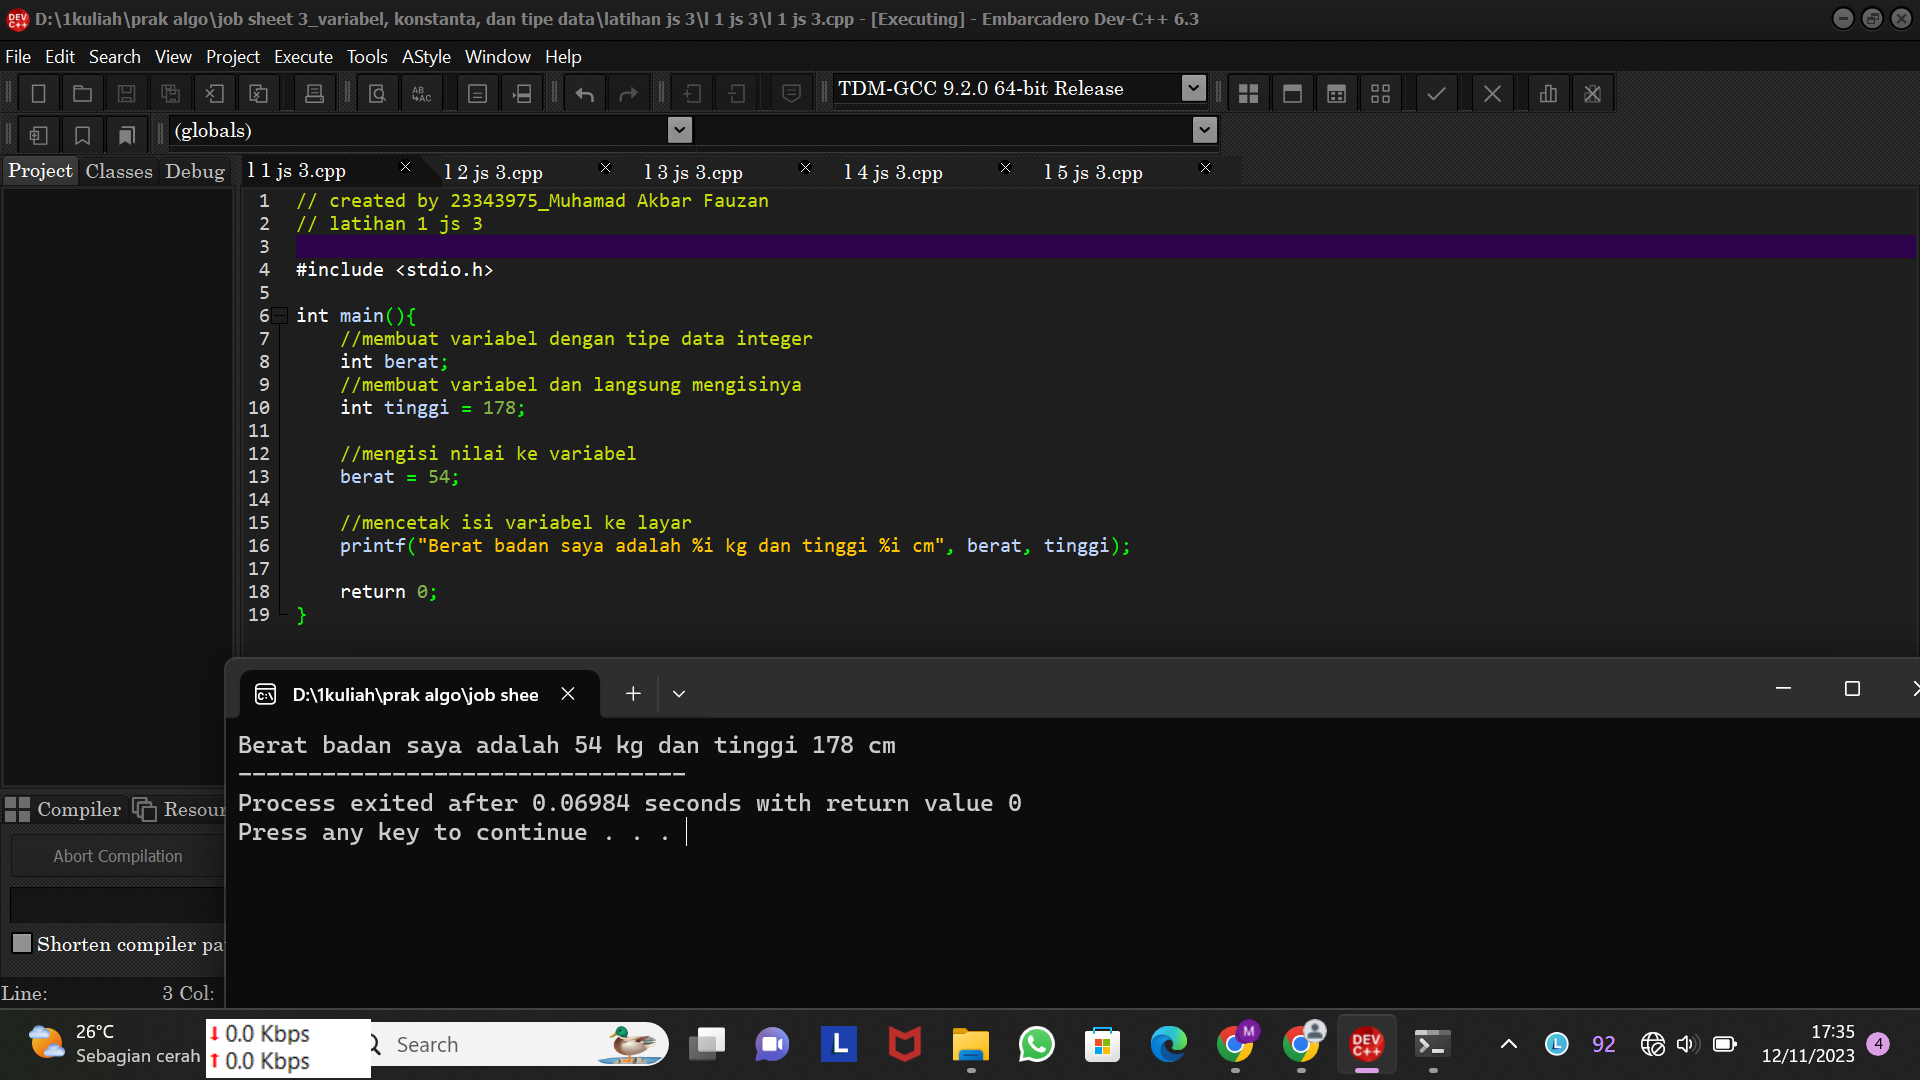 D:\1kuliah\prak algo\job sheet 3_variabel, konstanta, dan tipe data\latihan js 3\l 1 js 3\l 1 js 3.cpp - [Executing] - Embarcadero Dev-C++ 6.3
File Edit Search View Project Execute Tools AStyle Window Help
TDM-GCC 9.2.0 64-bit Release
(globals)
Project Classes Debug
l 1 js 3.cpp l 2 js 3.cpp l 3 js 3.cpp l 4 js 3.cpp l 5 js 3.cpp
1 // created by 23343975_Muhamad Akbar Fauzan
2 // latihan 1 js 3
3
4 #include <stdio.h>
5
6 int main(){
7 //membuat variabel dengan tipe data integer
8 int berat;
9 //membuat variabel dan langsung mengisinya
10 int tinggi = 178;
11
12 //mengisi nilai ke variabel
13 berat = 54;
14
15 //mencetak isi variabel ke layar
16 printf("Berat badan saya adalah %i kg dan tinggi %i cm", berat, tinggi);
17
18 return 0;
19 }
D:\1kuliah\prak algo\job shee
Berat badan saya adalah 54 kg dan tinggi 178 cm
--------------------------------
Process exited after 0.06984 seconds with return value 0
Press any key to continue . . .
Compiler Resour
Abort Compilation
Shorten compiler pa
Line: 3 Col:
26°C
Sebagian cerah
0.0 Kbps
0.0 Kbps
Search
L
M
DEV C++
L
92
17:35
12/11/2023
4